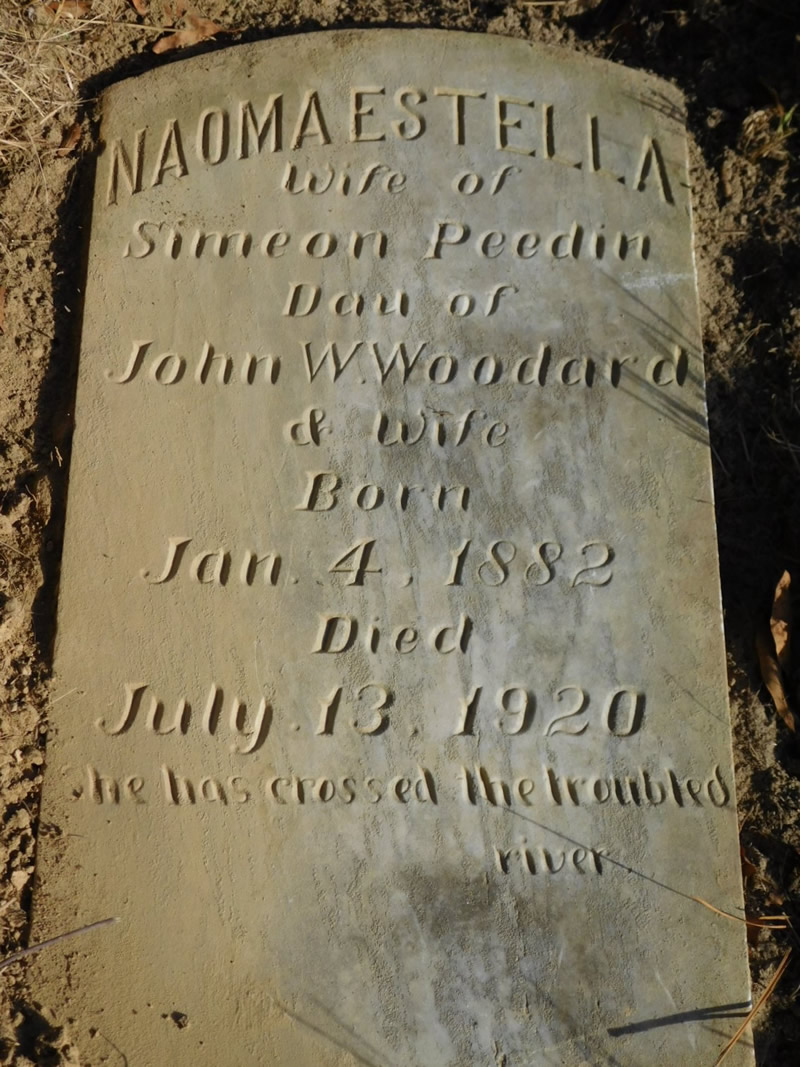 NAOMA ESTELLA
Wife of
Simeon Peedin
Dau of
John W. Woodard
& Wife
Born
Jan. 4, 1882
Died
July. 13, 1920
She has crossed the troubled
river.